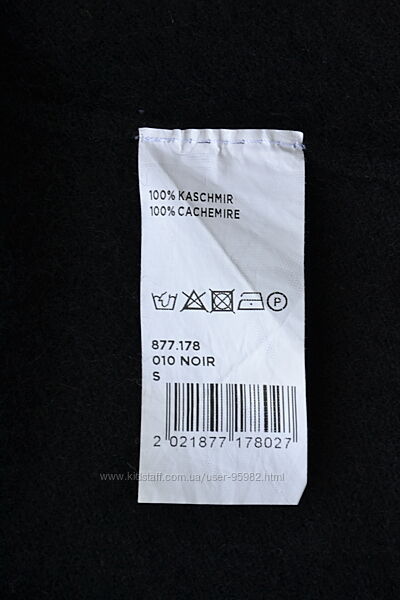 100% KASCHMIR
100% CACHEMIRE
P
877.178
010 NOIR
S
2 021877 178027
www.kidstaff.com.ua/user-95982.html